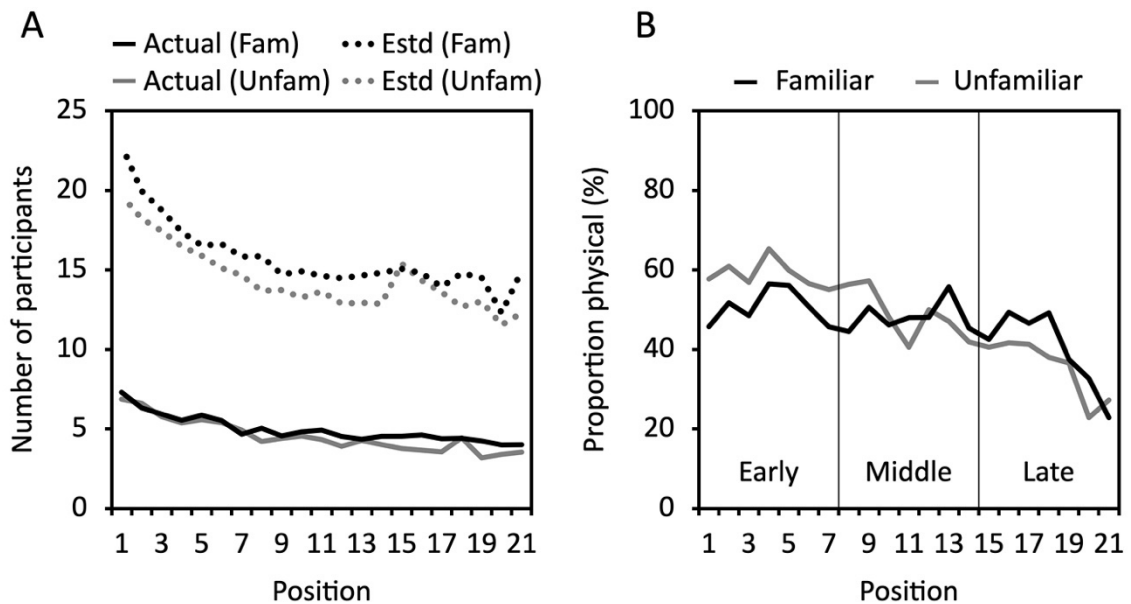 A
Actual (Fam) Estd (Fam)
Actual (Unfam) Estd (Unfam)
Number of participants
25
20
15
10
5
0
1 3 5 7 9 11 13 15 17 19 21
Position
B
Familiar Unfamiliar
Proportion physical (%)
100
80
60
40
20
0
Early Middle Late
1 3 5 7 9 11 13 15 17 19 21
Position